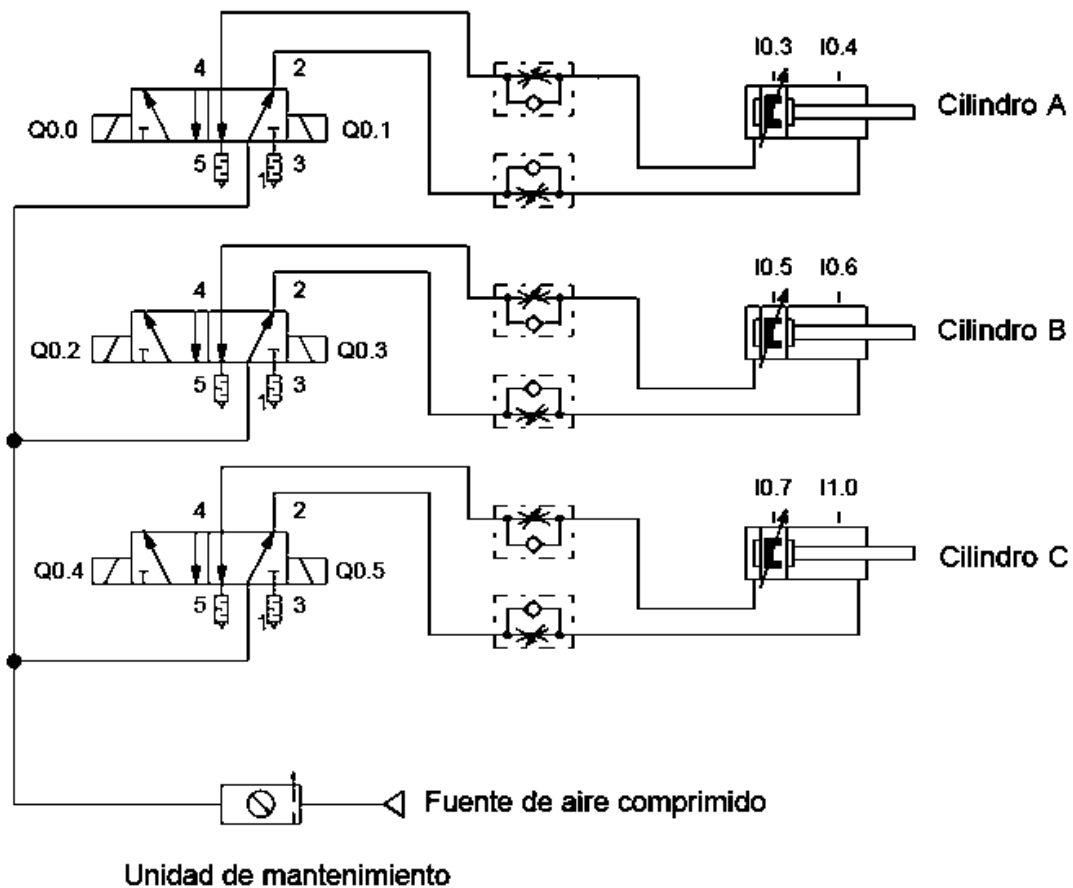 I0.3 I0.4
4 2
Cilindro A
Q0.0 Q0.1
5 1 3
I0.5 I0.6
4 2
Cilindro B
Q0.2 Q0.3
5 1 3
I0.7 I1.0
4 2
Cilindro C
Q0.4 Q0.5
5 1 3
Fuente de aire comprimido
Unidad de mantenimiento